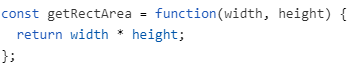 const getRectArea = function(width, height) {
  return width * height;
};